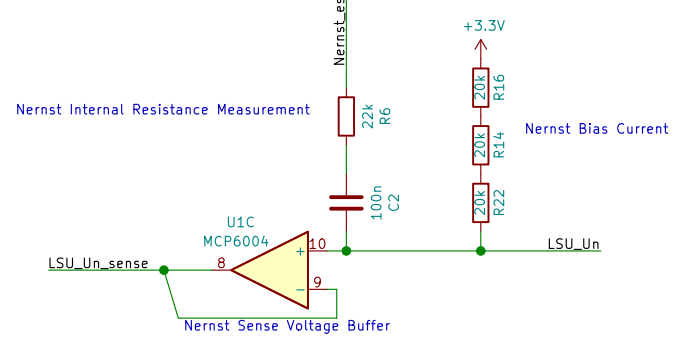 Nernst_es
+3.3V
20k R16
Nernst Internal Resistance Measurement
22k R6
Nernst Bias Current
20k R14
20k R22
100n C2
U1C
MCP6004
10
+
LSU_Un
LSU_Un_sense
8
9
−
Nernst Sense Voltage Buffer